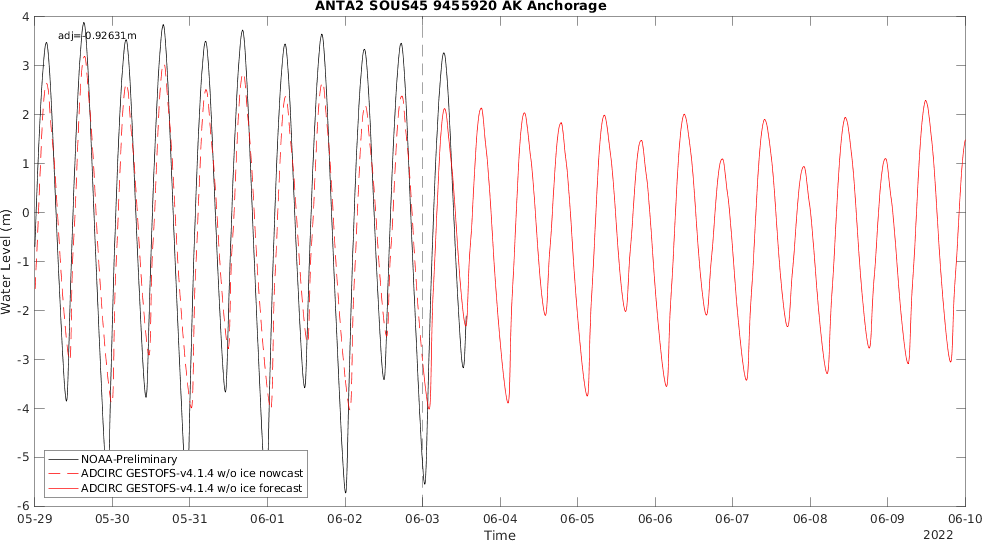 ANTA2 SOUS45 9455920 AK Anchorage
adj=-0.92631m
4
3
2
1
0
-1
-2
-3
-4
-5
-6
Water Level (m)
NOAA-Preliminary
ADCIRC GESTOFS-v4.1.4 w/o ice nowcast
ADCIRC GESTOFS-v4.1.4 w/o ice forecast
05-29 05-30 05-31 06-01 06-02 06-03 06-04 06-05 06-06 06-07 06-08 06-09 06-10
Time
2022